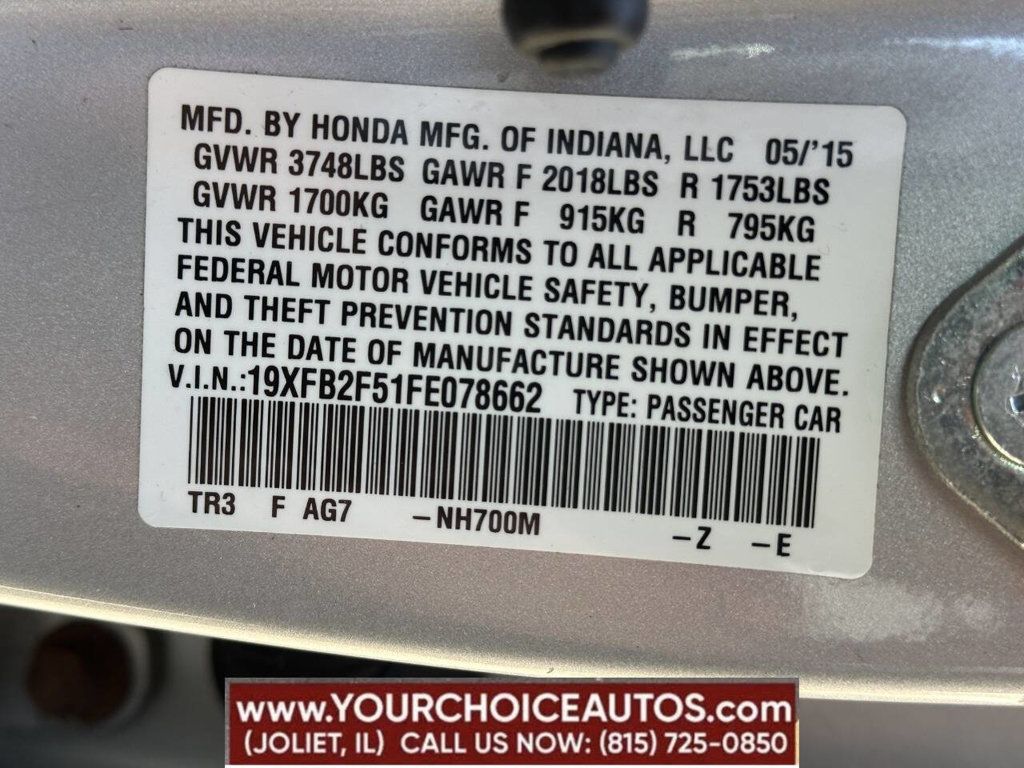 MFD. BY HONDA MFG. OF INDIANA, LLC 05/'15
GVWR 3748LBS GAWR F 2018LBS R 1753LBS
GVWR 1700KG GAWR F 915KG R 795KG
THIS VEHICLE CONFORMS TO ALL APPLICABLE
FEDERAL MOTOR VEHICLE SAFETY, BUMPER,
AND THEFT PREVENTION STANDARDS IN EFFECT
ON THE DATE OF MANUFACTURE SHOWN ABOVE.
V.I.N.:19XFB2F51FE078662 TYPE: PASSENGER CAR
TR3 F AG7 –NH700M –Z –E
www.YOURCHOICEAUTOS.com
(JOLIET, IL) CALL US NOW: (815) 725-0850